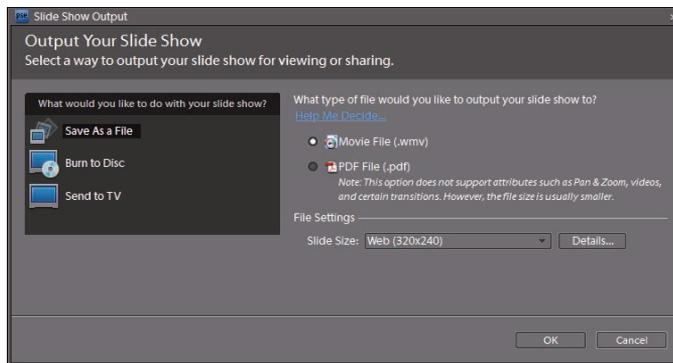 pse Slide Show Output
Output Your Slide Show
Select a way to output your slide show for viewing or sharing.
What would you like to do with your slide show?
Save As a File
Burn to Disc
Send to TV
What type of file would you like to output your slide show to?
Help Me Decide...
Movie File (.wmv)
PDF File (.pdf)
Note: This option does not support attributes such as Pan & Zoom, videos,
and certain transitions. However, the file size is usually smaller.
File Settings
Slide Size: Web (320x240) Details...
OK Cancel